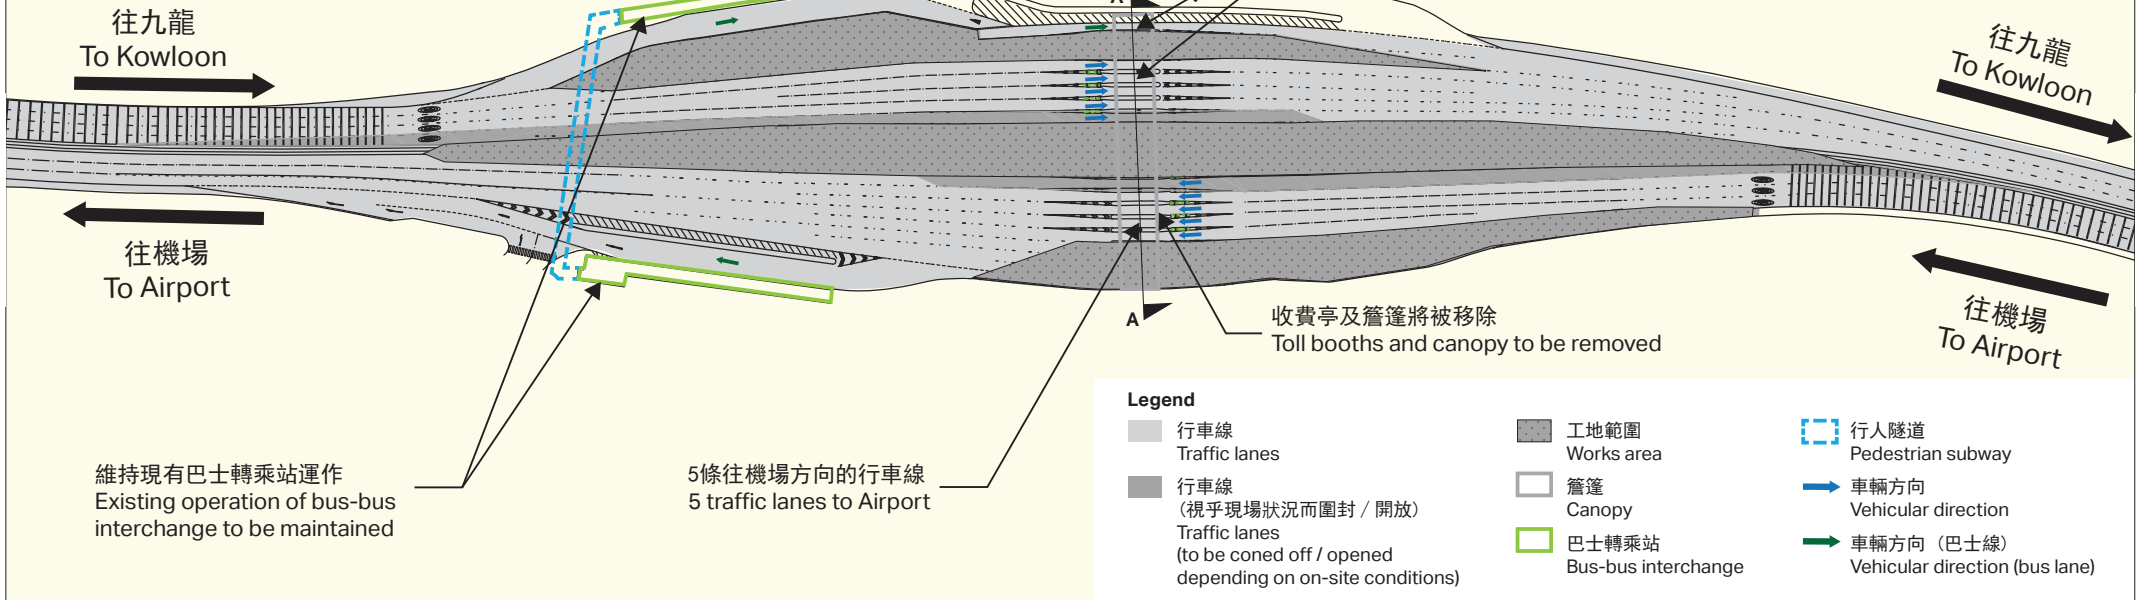 往九龍
To Kowloon
往九龍
To Kowloon
A
往機場
To Airport
往機場
To Airport
A
收費亭及簷篷將被移除
Toll booths and canopy to be removed
維持現有巴士轉乘站運作
Existing operation of bus-bus
interchange to be maintained
5條往機場方向的行車線
5 traffic lanes to Airport
Legend
行車線
Traffic lanes
行車線
（視乎現場狀況而圍封 / 開放）
Traffic lanes
(to be coned off / opened
depending on on-site conditions)
工地範圍
Works area
簷篷
Canopy
巴士轉乘站
Bus-bus interchange
行人隧道
Pedestrian subway
車輛方向
Vehicular direction
車輛方向（巴士線）
Vehicular direction (bus lane)